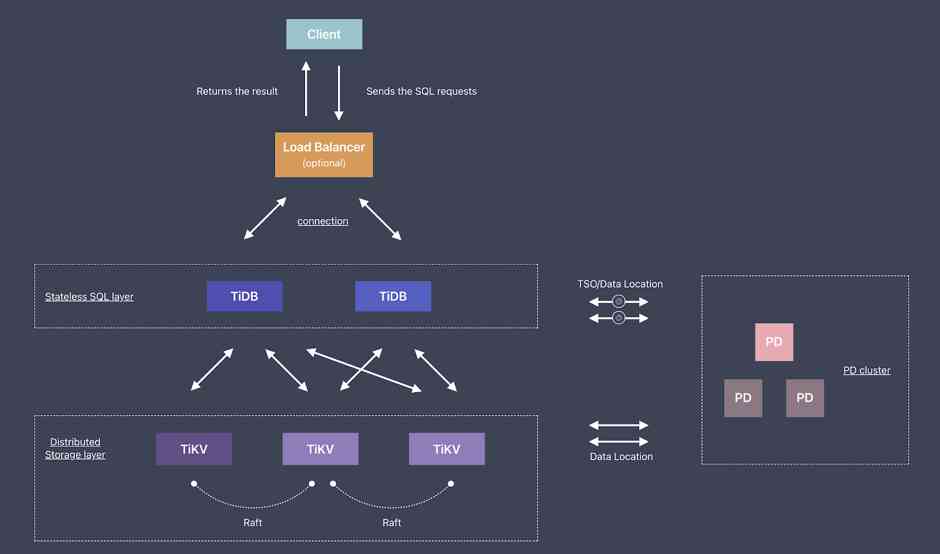 Client
Returns the result
Sends the SQL requests
Load Balancer
(optional)
connection
Stateless SQL layer
TiDB
TiDB
TSO/Data Location
PD
PD cluster
PD
PD
Distributed
Storage layer
TiKV
TiKV
TiKV
Data Location
Raft
Raft